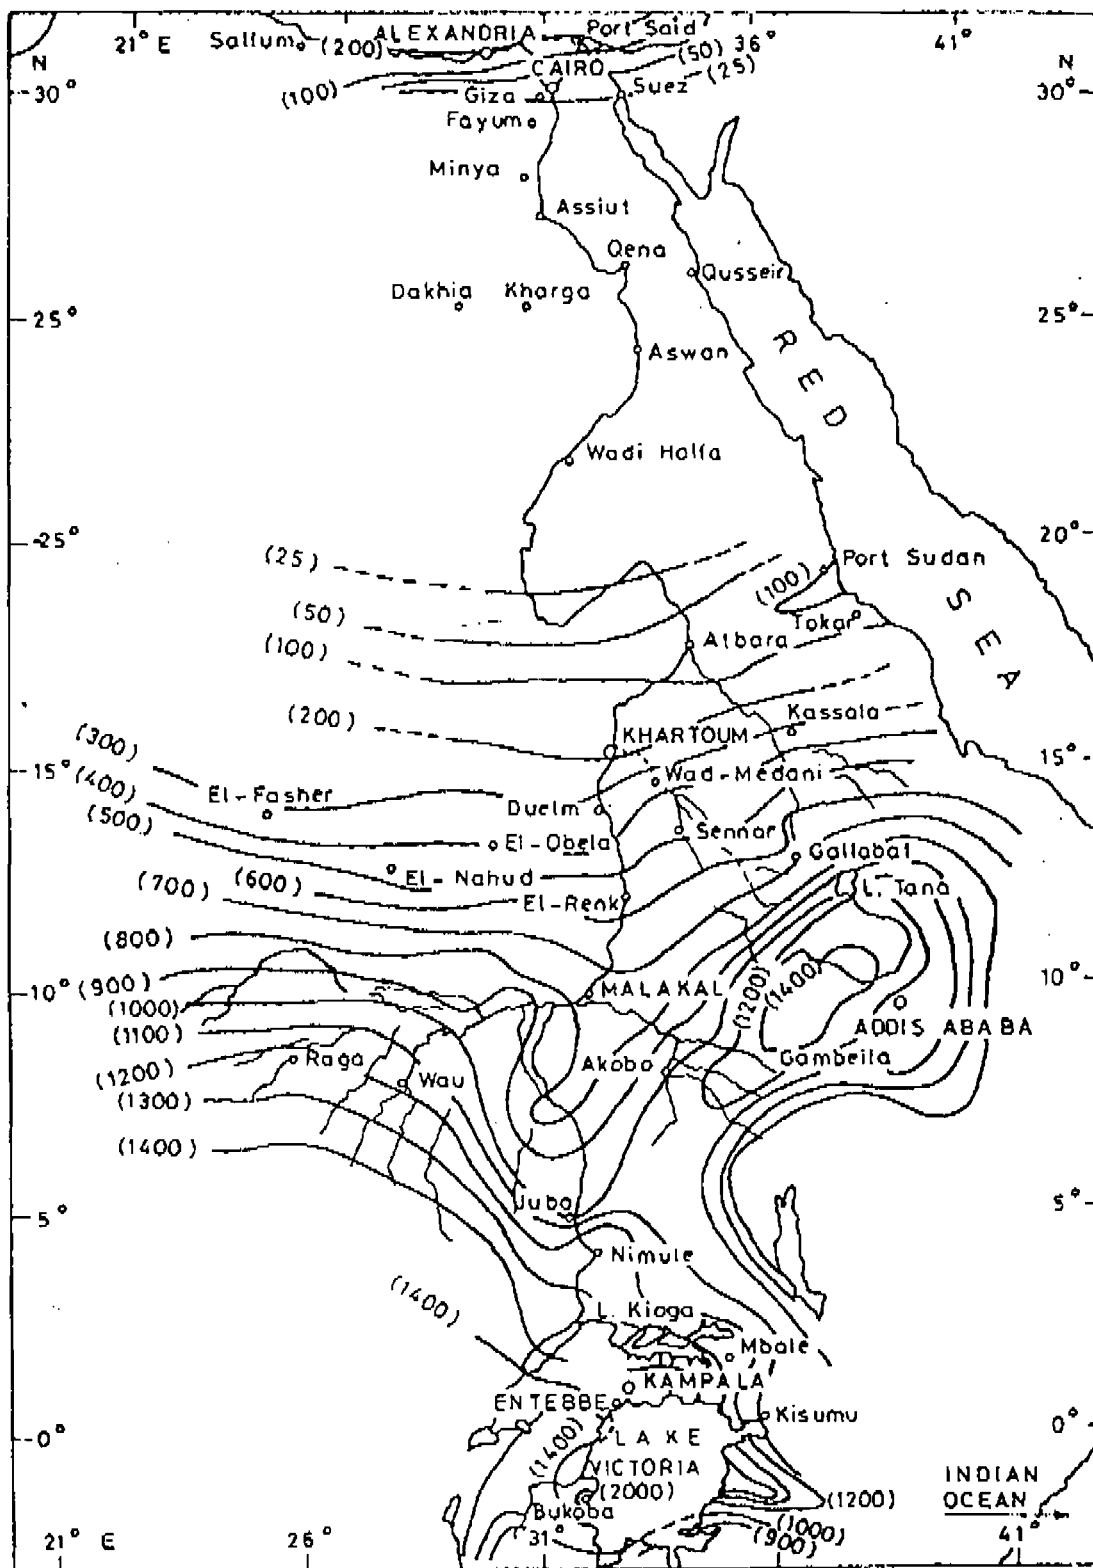 21° E
36°
41°
Sallum
(200)
ALEXANDRIA
Port Said
N
(50)
N
CAIRO
(25)
30°
(100)
Giza
Suez
30°
Fayum
Minya
Assiut
Qena
Qusseir
Dakhia
Kharga
25°
25°
Aswan
RED
Wadi Halfa
25°
20°
(25)
Port Sudan
(100)
SEA
(50)
Tokar
Atbara
(100)
(200)
Kassala
(300)
KHARTOUM
15°
(400)
Wad-Medani
15°
El-Fasher
Duelm
(500)
Sennar
El-Obela
Gallabat
El-Nahud
(700)
(600)
El-Renk
L. Tana
(800)
(900)
MALAKAL
(1200)
(1400)
10°
10°
(1000)
ADDIS ABABA
(1100)
Raga
Akobo
Gambeila
(1200)
Wau
(1300)
(1400)
Juba
5°
5°
Nimule
(1400)
L. Kioga
Mbale
KAMPALA
ENTEBBE
Kisumu
0°
0°
(1400)
LAKE
VICTORIA
INDIAN
(2000)
(1200)
OCEAN
Bukoba
(1000)
(900)
21° E
26°
31°
41°